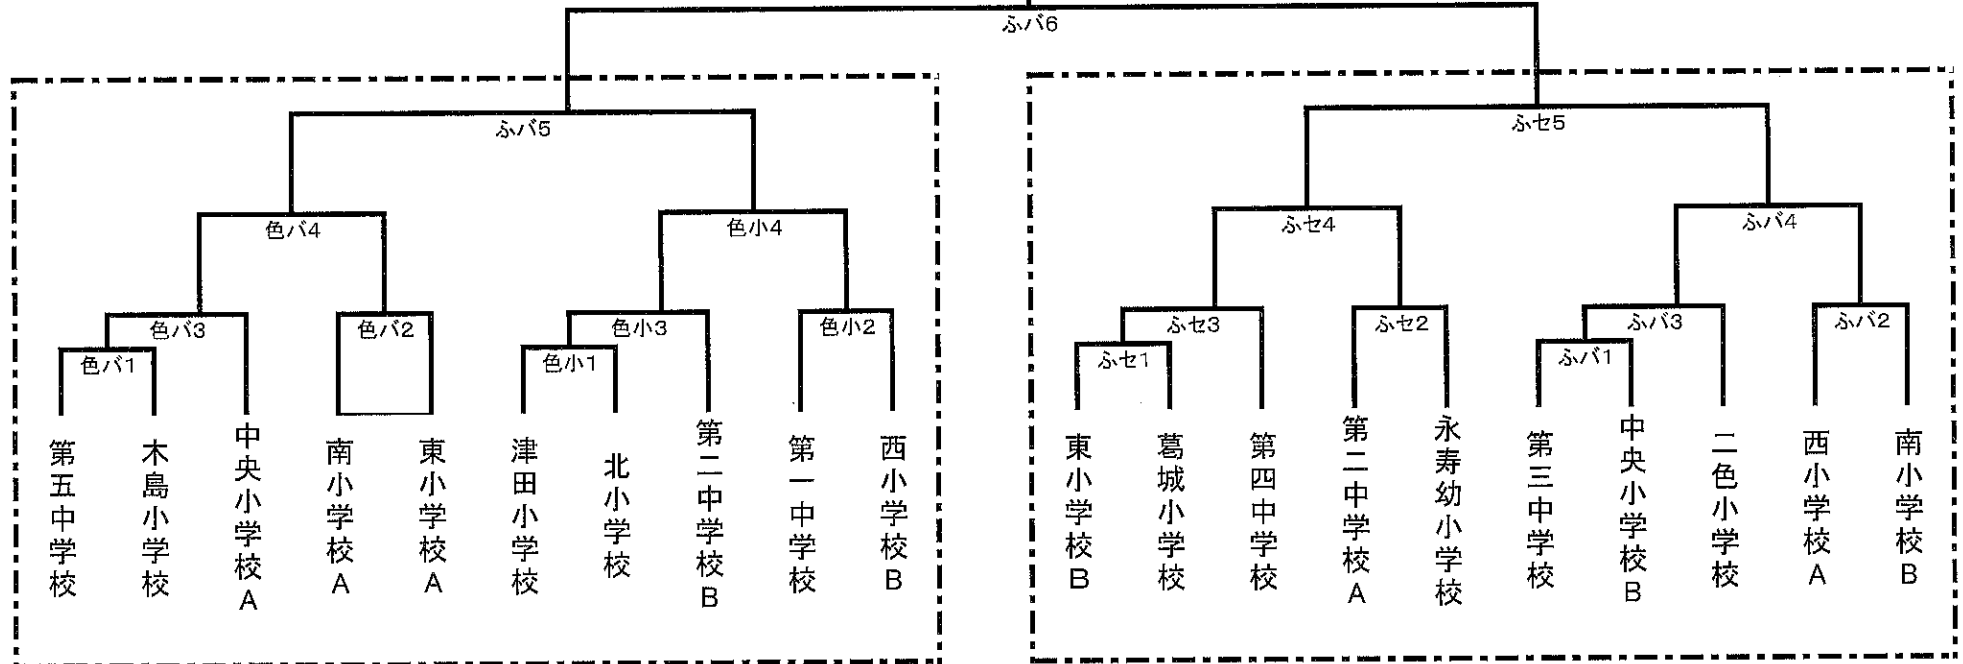 ふバ6
ふバ5
ふセ5
色バ4
色小4
ふセ4
ふバ4
色バ3
色バ2
色小3
色小2
ふセ3
ふセ2
ふバ3
ふバ2
色バ1
色小1
ふセ1
ふバ1
第五中学校
木島小学校
中央小学校A
南小学校A
東小学校A
津田小学校
北小学校
第二中学校B
第一中学校
西小学校B
東小学校B
葛城小学校
第四中学校
第二中学校A
永寿幼小学校
第三中学校
中央小学校B
二色小学校
西小学校A
南小学校B